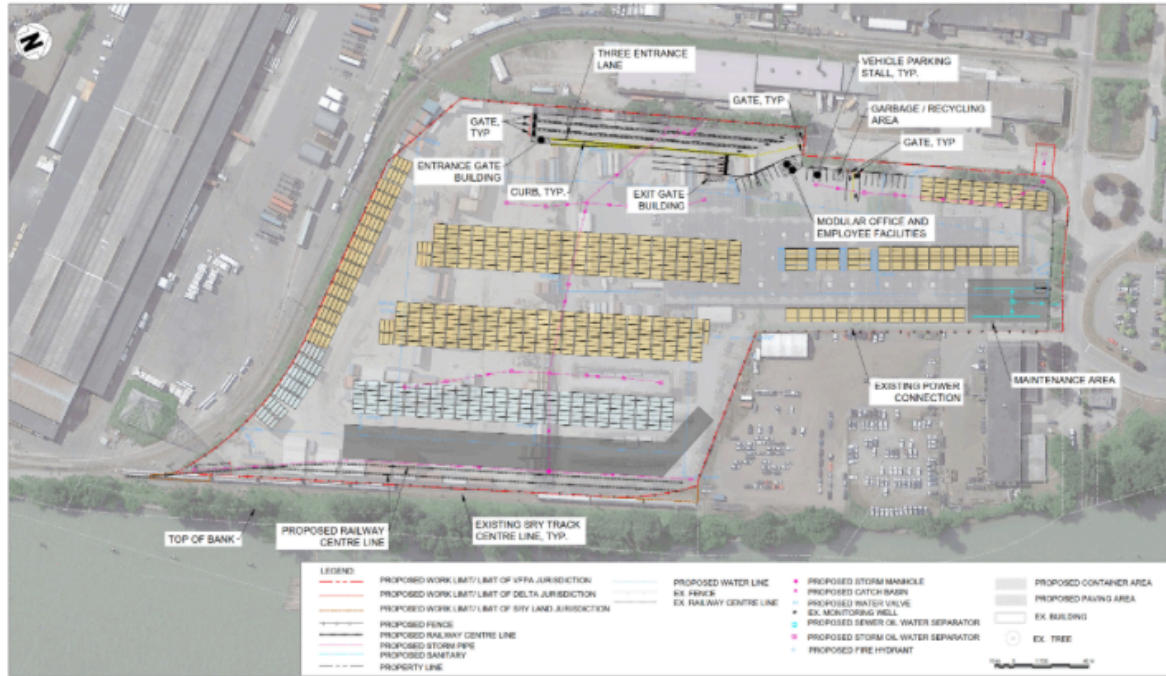 N
THREE ENTRANCE
LANE
VEHICLE PARKING
STALL, TYP.
GATE, TYP
GARBAGE / RECYCLING
AREA
GATE,
TYP
GATE, TYP
ENTRANCE GATE
BUILDING
CURB, TYP.
EXIT GATE
BUILDING
MODULAR OFFICE AND
EMPLOYEE FACILITIES
EXISTING POWER
CONNECTION
MAINTENANCE AREA
TOP OF BANK
PROPOSED RAILWAY
CENTRE LINE
EXISTING SRY TRACK
CENTRE LINE, TYP.
LEGEND:
PROPOSED WORK LIMIT/ LIMIT OF VFPA JURISDICTION
PROPOSED WORK LIMIT/ LIMIT OF DELTA JURISDICTION
PROPOSED WORK LIMIT/ LIMIT OF SRY LAND JURISDICTION
PROPOSED FENCE
PROPOSED RAILWAY CENTRE LINE
PROPOSED STORM PIPE
PROPOSED SANITARY
PROPERTY LINE
PROPOSED WATER LINE
EX. FENCE
EX. RAILWAY CENTRE LINE
PROPOSED STORM MANHOLE
PROPOSED CATCH BASIN
PROPOSED WATER VALVE
EX. MONITORING WELL
PROPOSED SEWER OIL WATER SEPARATOR
PROPOSED STORM OIL WATER SEPARATOR
PROPOSED FIRE HYDRANT
PROPOSED CONTAINER AREA
PROPOSED PAVING AREA
EX. BUILDING
EX. TREE